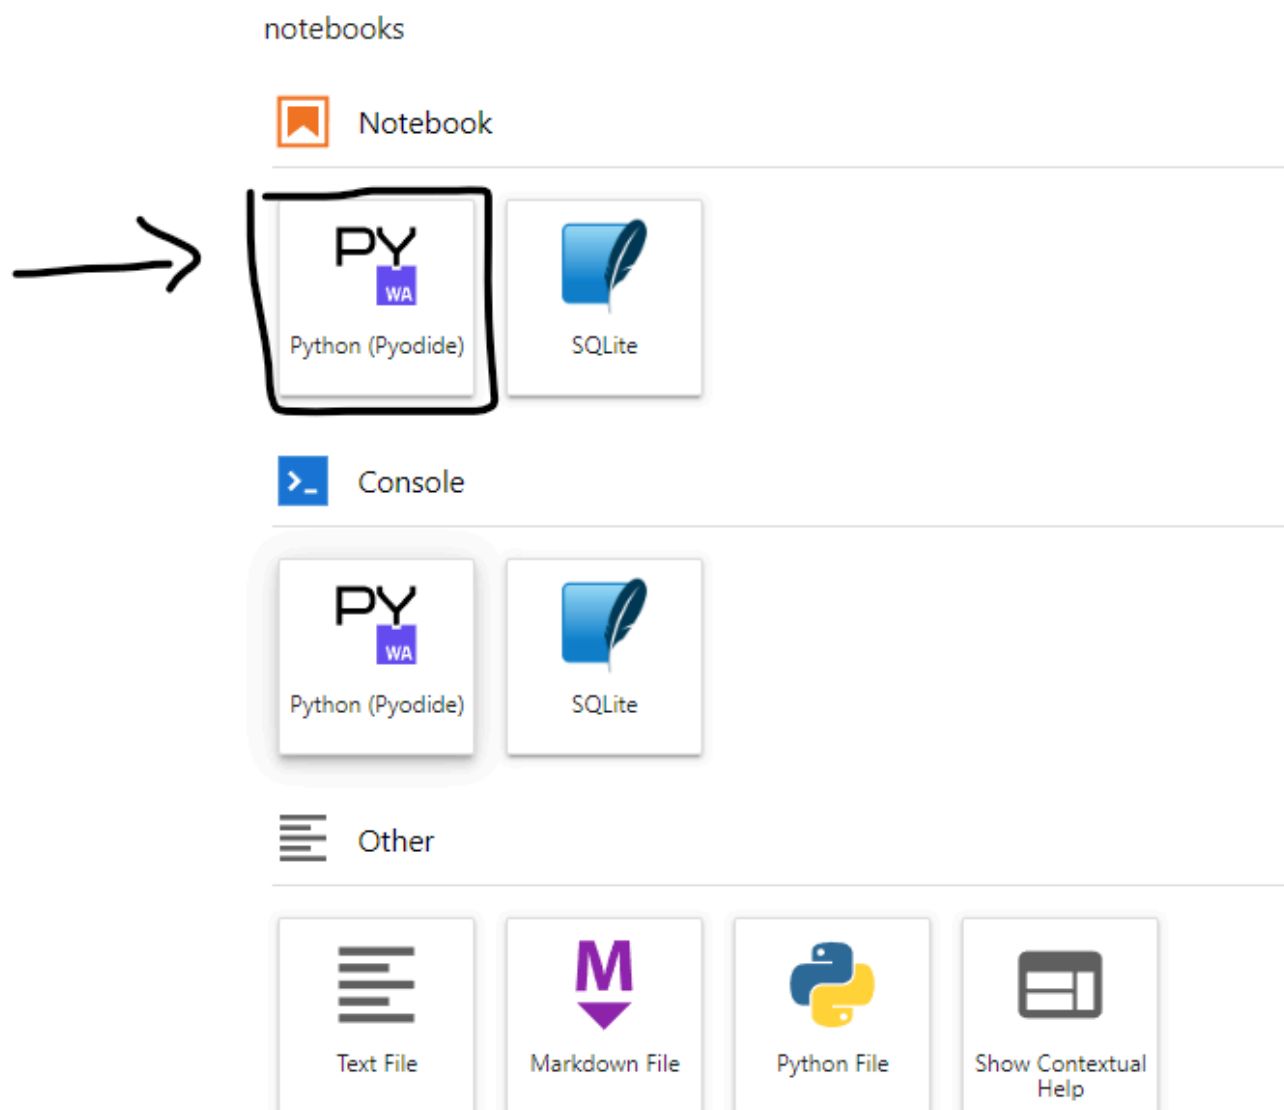 notebooks
Notebook
PY
WA
Python (Pyodide)
SQLite
>_
Console
PY
WA
Python (Pyodide)
SQLite
Other
M
Text File
Markdown File
Python File
Show Contextual
Help